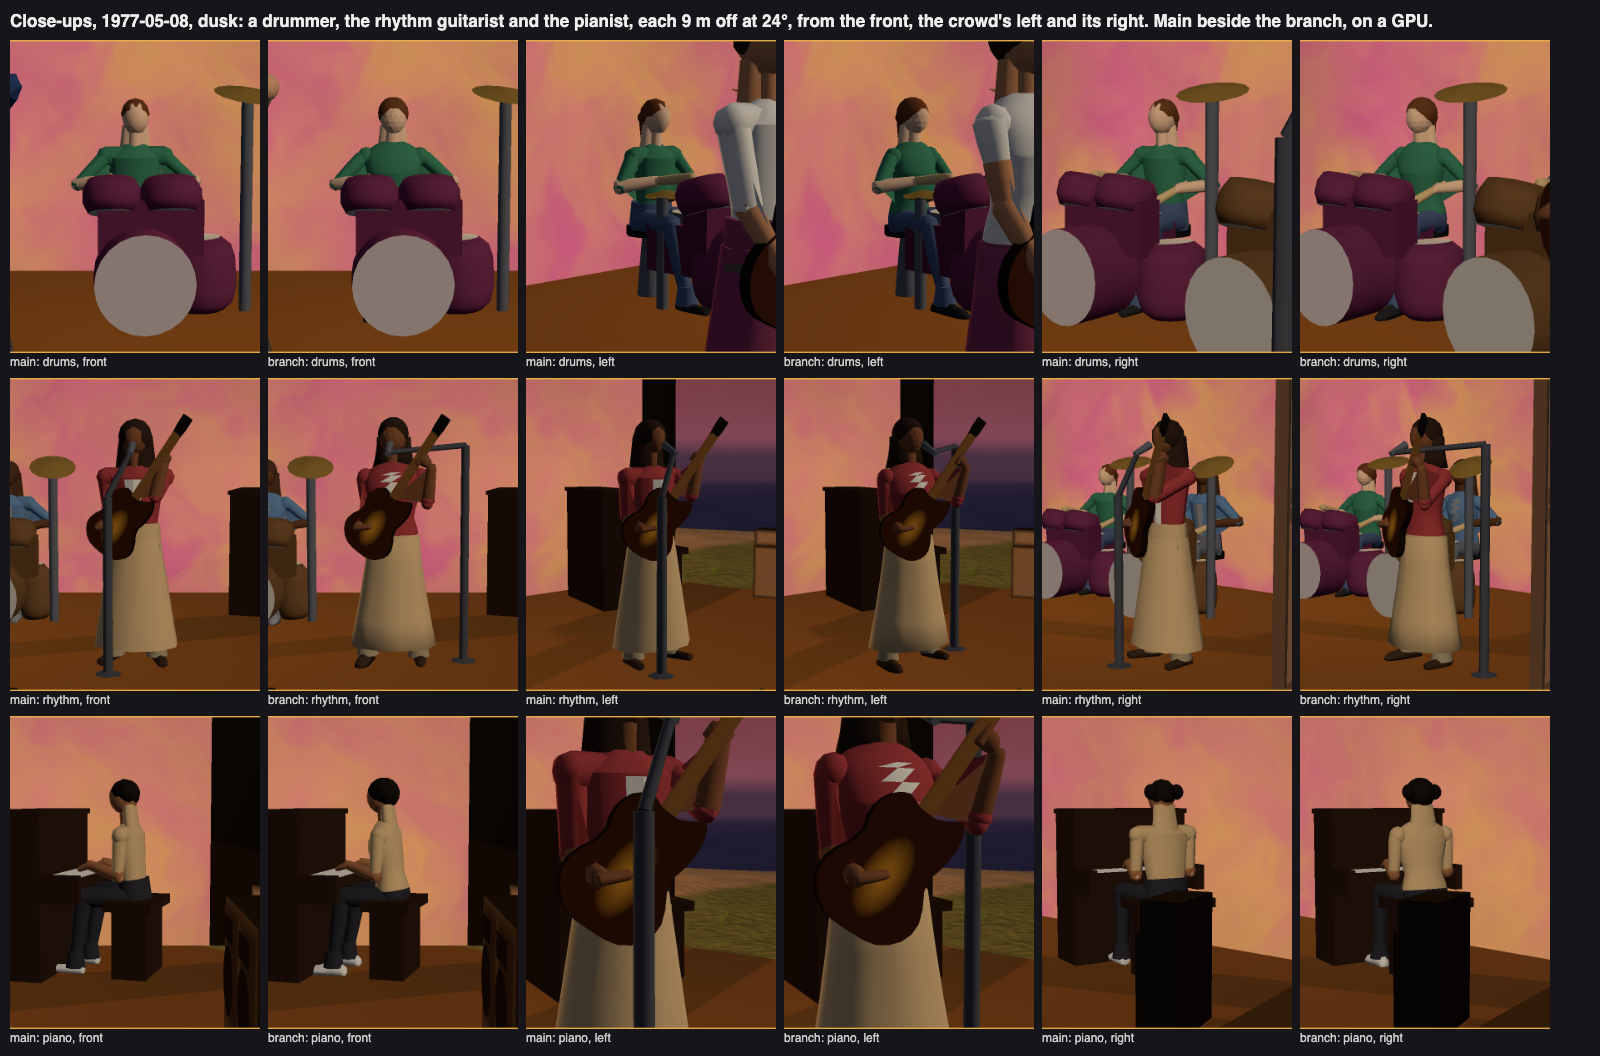 Close-ups, 1977-05-08, dusk: a drummer, the rhythm guitarist and the pianist, each 9 m off at 24°, from the front, the crowd's left and its right. Main beside the branch, on a GPU.
main: drums, front
branch: drums, front
main: drums, left
branch: drums, left
main: drums, right
branch: drums, right
main: rhythm, front
branch: rhythm, front
main: rhythm, left
branch: rhythm, left
main: rhythm, right
branch: rhythm, right
main: piano, front
branch: piano, front
main: piano, left
branch: piano, left
main: piano, right
branch: piano, right